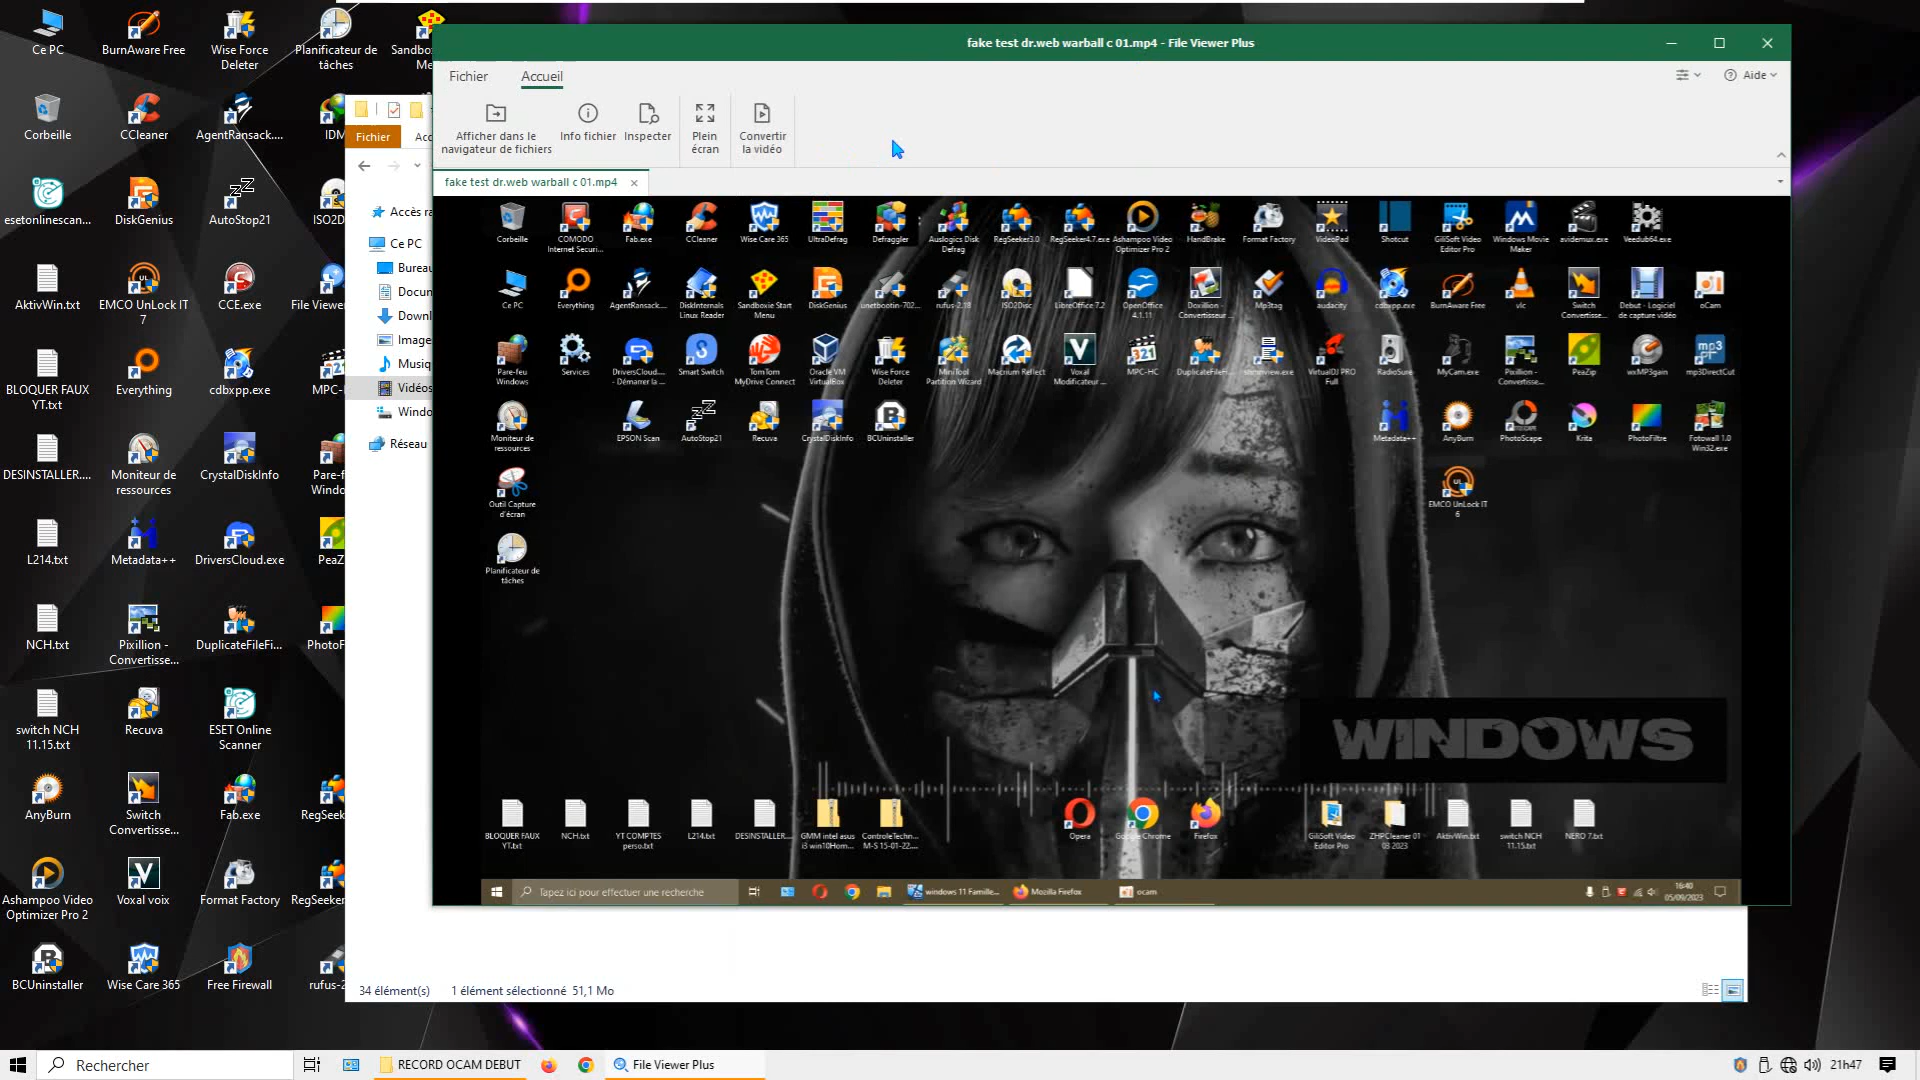 Ce PC
BurnAware Free
Wise Force
Deleter
Planificateur de
tâches
Corbeille
CCleaner
AgentRansack....
esetonlinescan...
DiskGenius
AutoStop21
AktivWin.txt
EMCO UnLock IT
7
CCE.exe
File Viewer
BLOQUER FAUX
YT.txt
Everything
cdbxpp.exe
DESINSTALLER....
Moniteur de
ressources
CrystalDiskInfo
L214.txt
Metadata++
DriversCloud.exe
NCH.txt
Pixillion -
Convertisse...
DuplicateFileFi...
switch NCH
11.15.txt
Recuva
ESET Online
Scanner
AnyBurn
Switch
Convertisse...
Fab.exe
Ashampoo Video
Optimizer Pro 2
Voxal voix
Format Factory
BCUninstaller
Wise Care 365
Free Firewall
Fichier
Accès ra
Ce PC
Bureau
Docum
Downl
Image
Musiq
Vidéos
Windo
Réseau
34 élément(s)
1 élément sélectionné 51,1 Mo
fake test dr.web warball c 01.mp4 - File Viewer Plus
Fichier
Accueil
Aide
Afficher dans le
navigateur de fichiers
Info fichier
Inspecter
Plein
écran
Convertir
la vidéo
fake test dr.web warball c 01.mp4
Corbeille
COMODO
Internet Securi...
Fab.exe
CCleaner
Wise Care 365
UltraDefrag
Defraggler
Auslogics Disk
Defrag
RegSeeker3.0
RegSeeker4.7.exe
Ashampoo Video
Optimizer Pro 2
HandBrake
Format Factory
VideoPad
Shotcut
GiliSoft Video
Editor Pro
Windows Movie
Maker
avidemux.exe
Veedub64.exe
Ce PC
Everything
AgentRansack...
DiskInternals
Linux Reader
Sandboxie Start
Menu
DiskGenius
unetbootin-702...
rufus-2.18
ISO2Disc
LibreOffice 7.2
OpenOffice
4.1.11
Doxillion -
Convertisseur ...
Mp3tag
audacity
cdbxpp.exe
BurnAware Free
vlc
Switch
Convertisse...
Debut - Logiciel
de capture vidéo
oCam
Pare-feu
Windows
Services
DriversCloud...
- Démarrer la ...
Smart Switch
TomTom
MyDrive Connect
Oracle VM
VirtualBox
Wise Force
Deleter
MiniTool
Partition Wizard
Macrium Reflect
Voxal
Modificateur ...
MPC-HC
DuplicateFileFi...
VirtualDJ PRO
Full
RadioSure
MyCam.exe
Pixillion -
Convertisse...
PeaZip
wxMP3gain
mp3DirectCut
Moniteur de
ressources
EPSON Scan
AutoStop21
Recuva
CrystalDiskInfo
BCUninstaller
Metadata++
AnyBurn
PhotoScape
Krita
PhotoFiltre
Fotowall 1.0
Win32.exe
Outil Capture
d'écran
EMCO UnLock IT
6
Planificateur de
tâches
WINDOWS
BLOQUER FAUX
YT.txt
NCH.txt
YT COMPTES
perso.txt
L214.txt
DESINSTALLER....
GMM intel asus
i3 win10Hom...
ControleTechn...
M-S 15-01-22....
Opera
Google Chrome
Firefox
GiliSoft Video
Editor Pro
ZHPCleaner 01
03 2023
AktivWin.txt
switch NCH
11.15.txt
NERO 7.txt
Tapez ici pour effectuer une recherche
windows 11 Famille...
Mozilla Firefox
ocam
16:40
05/09/2023
Rechercher
RECORD OCAM DEBUT
File Viewer Plus
21h47